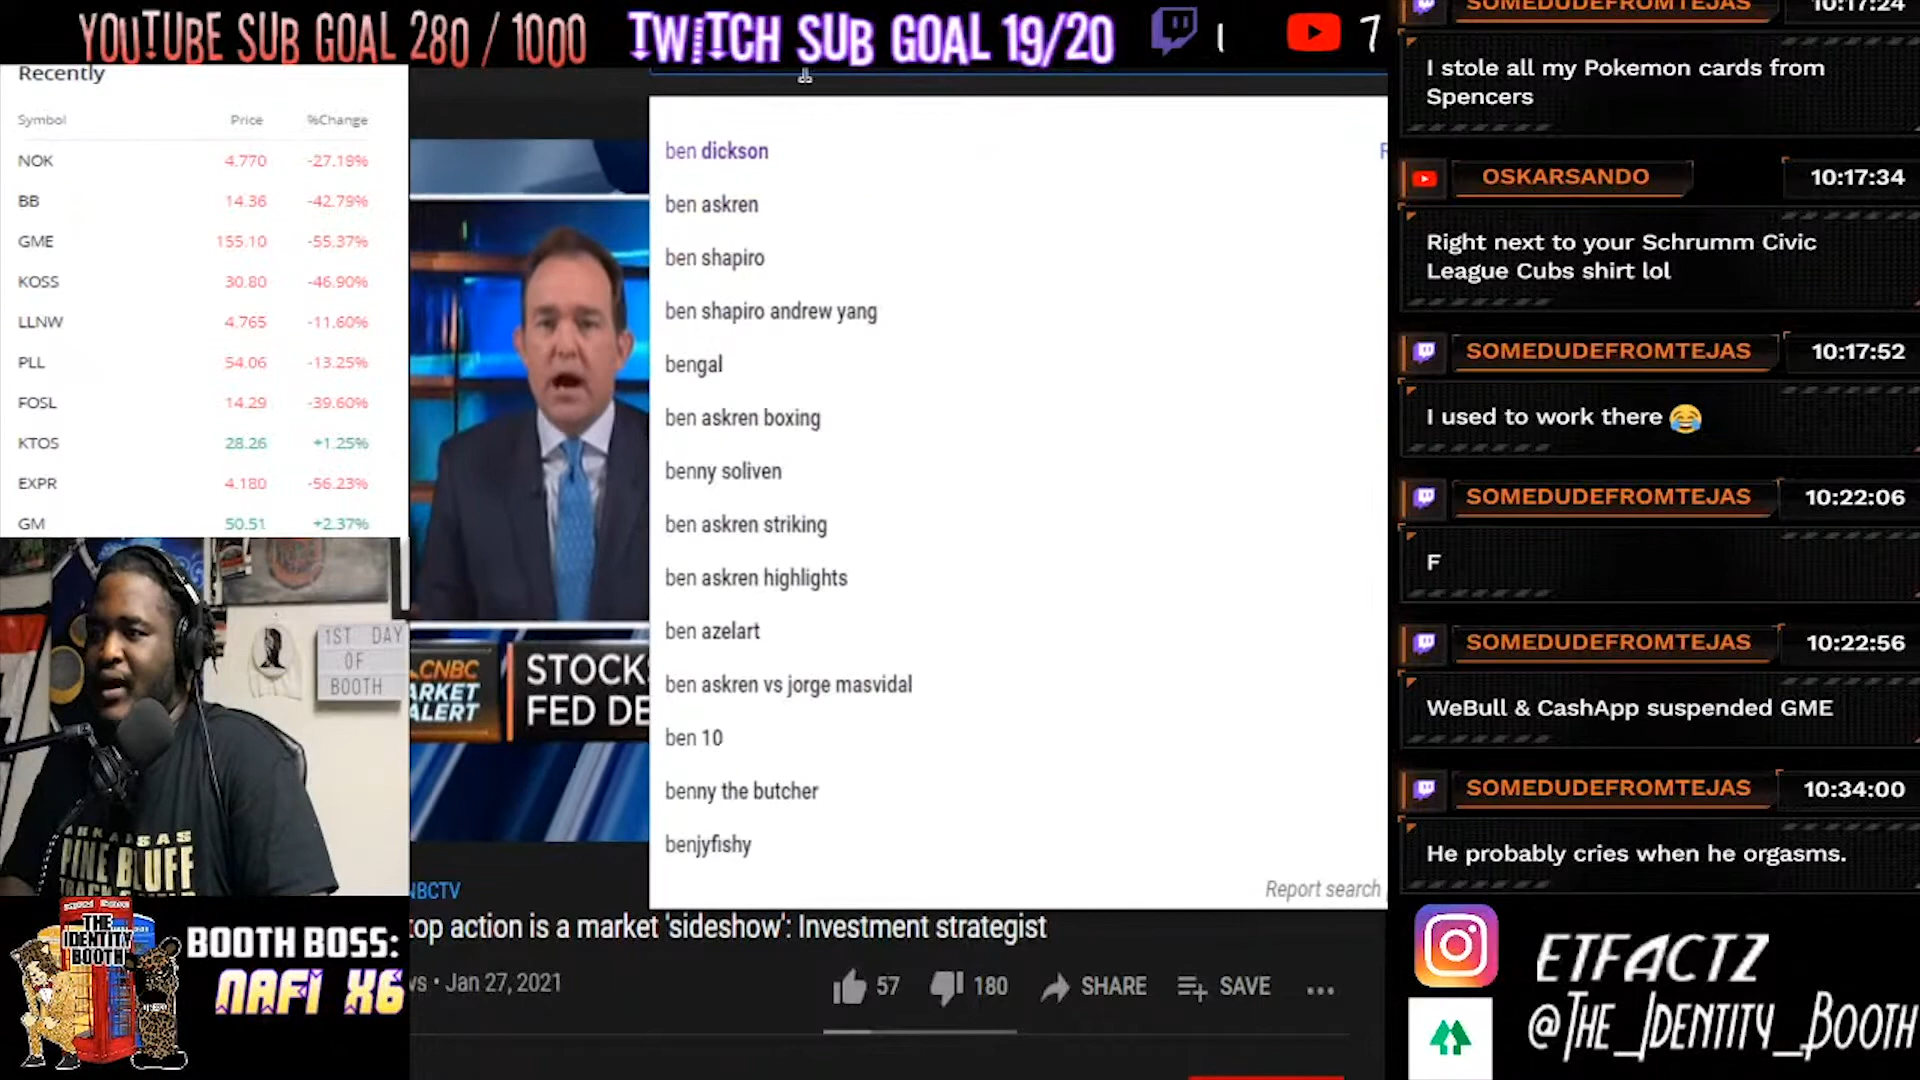 YOUTUBE SUB GOAL 280 / 1000
TWITCH SUB GOAL 19/20
7
Recently
Symbol Price %Change
NOK 4.770 -27.19%
BB 14.36 -42.79%
GME 155.10 -55.37%
KOSS 30.80 -46.90%
LLNW 4.765 -11.60%
PLL 54.06 -13.25%
FOSL 14.29 -39.60%
KTOS 28.26 +1.25%
EXPR 4.180 -56.23%
GM 50.51 +2.37%
1ST DAY
OF
BOOTH
PINE BLUFF
THE
IDENTITY
BOOTH
BOOTH BOSS:
NAFI X6
CNBC
ARKET
ALERT
STOCK
FED DE
ben dickson
ben askren
ben shapiro
ben shapiro andrew yang
bengal
ben askren boxing
benny soliven
ben askren striking
ben askren highlights
ben azelart
ben askren vs jorge masvidal
ben 10
benny the butcher
benjyfishy
Report search
NBCTV
top action is a market 'sideshow': Investment strategist
vs • Jan 27, 2021
57 180 SHARE SAVE
SOMEDUDEFROMTEJAS 10:17:24
I stole all my Pokemon cards from
Spencers
OSKARSANDO 10:17:34
Right next to your Schrumm Civic
League Cubs shirt lol
SOMEDUDEFROMTEJAS 10:17:52
I used to work there 😂
SOMEDUDEFROMTEJAS 10:22:06
F
SOMEDUDEFROMTEJAS 10:22:56
WeBull & CashApp suspended GME
SOMEDUDEFROMTEJAS 10:34:00
He probably cries when he orgasms.
ETFACTZ
@THE_IDENTITY_BOOTH